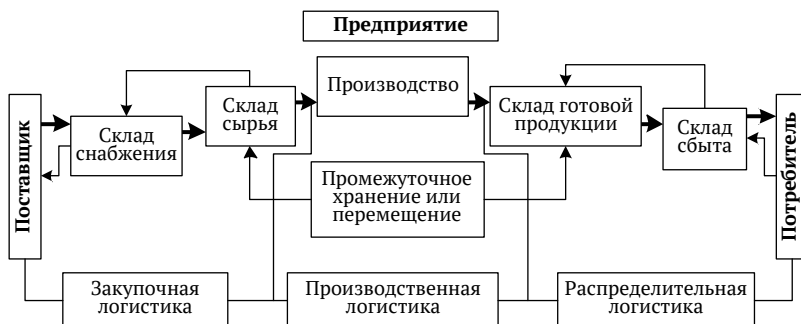 Предприятие
Поставщик
Склад
снабжения
Склад
сырья
Производство
Склад готовой
продукции
Склад
сбыта
Потребитель
Промежуточное
хранение или
перемещение
Закупочная
логистика
Производственная
логистика
Распределительная
логистика